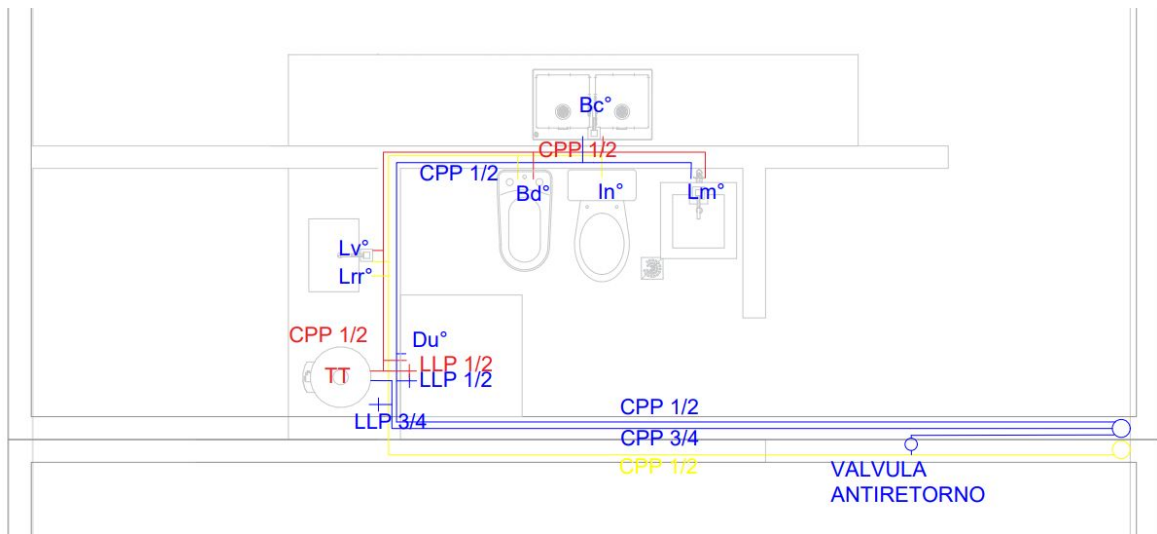 Bc°
CPP 1/2
CPP 1/2
Bd°
In°
Lm°
Lv°
Lrr°
CPP 1/2
Du°
LLP 1/2
TT
LLP 1/2
LLP 3/4
CPP 1/2
CPP 3/4
CPP 1/2
VALVULA
ANTIRETORNO